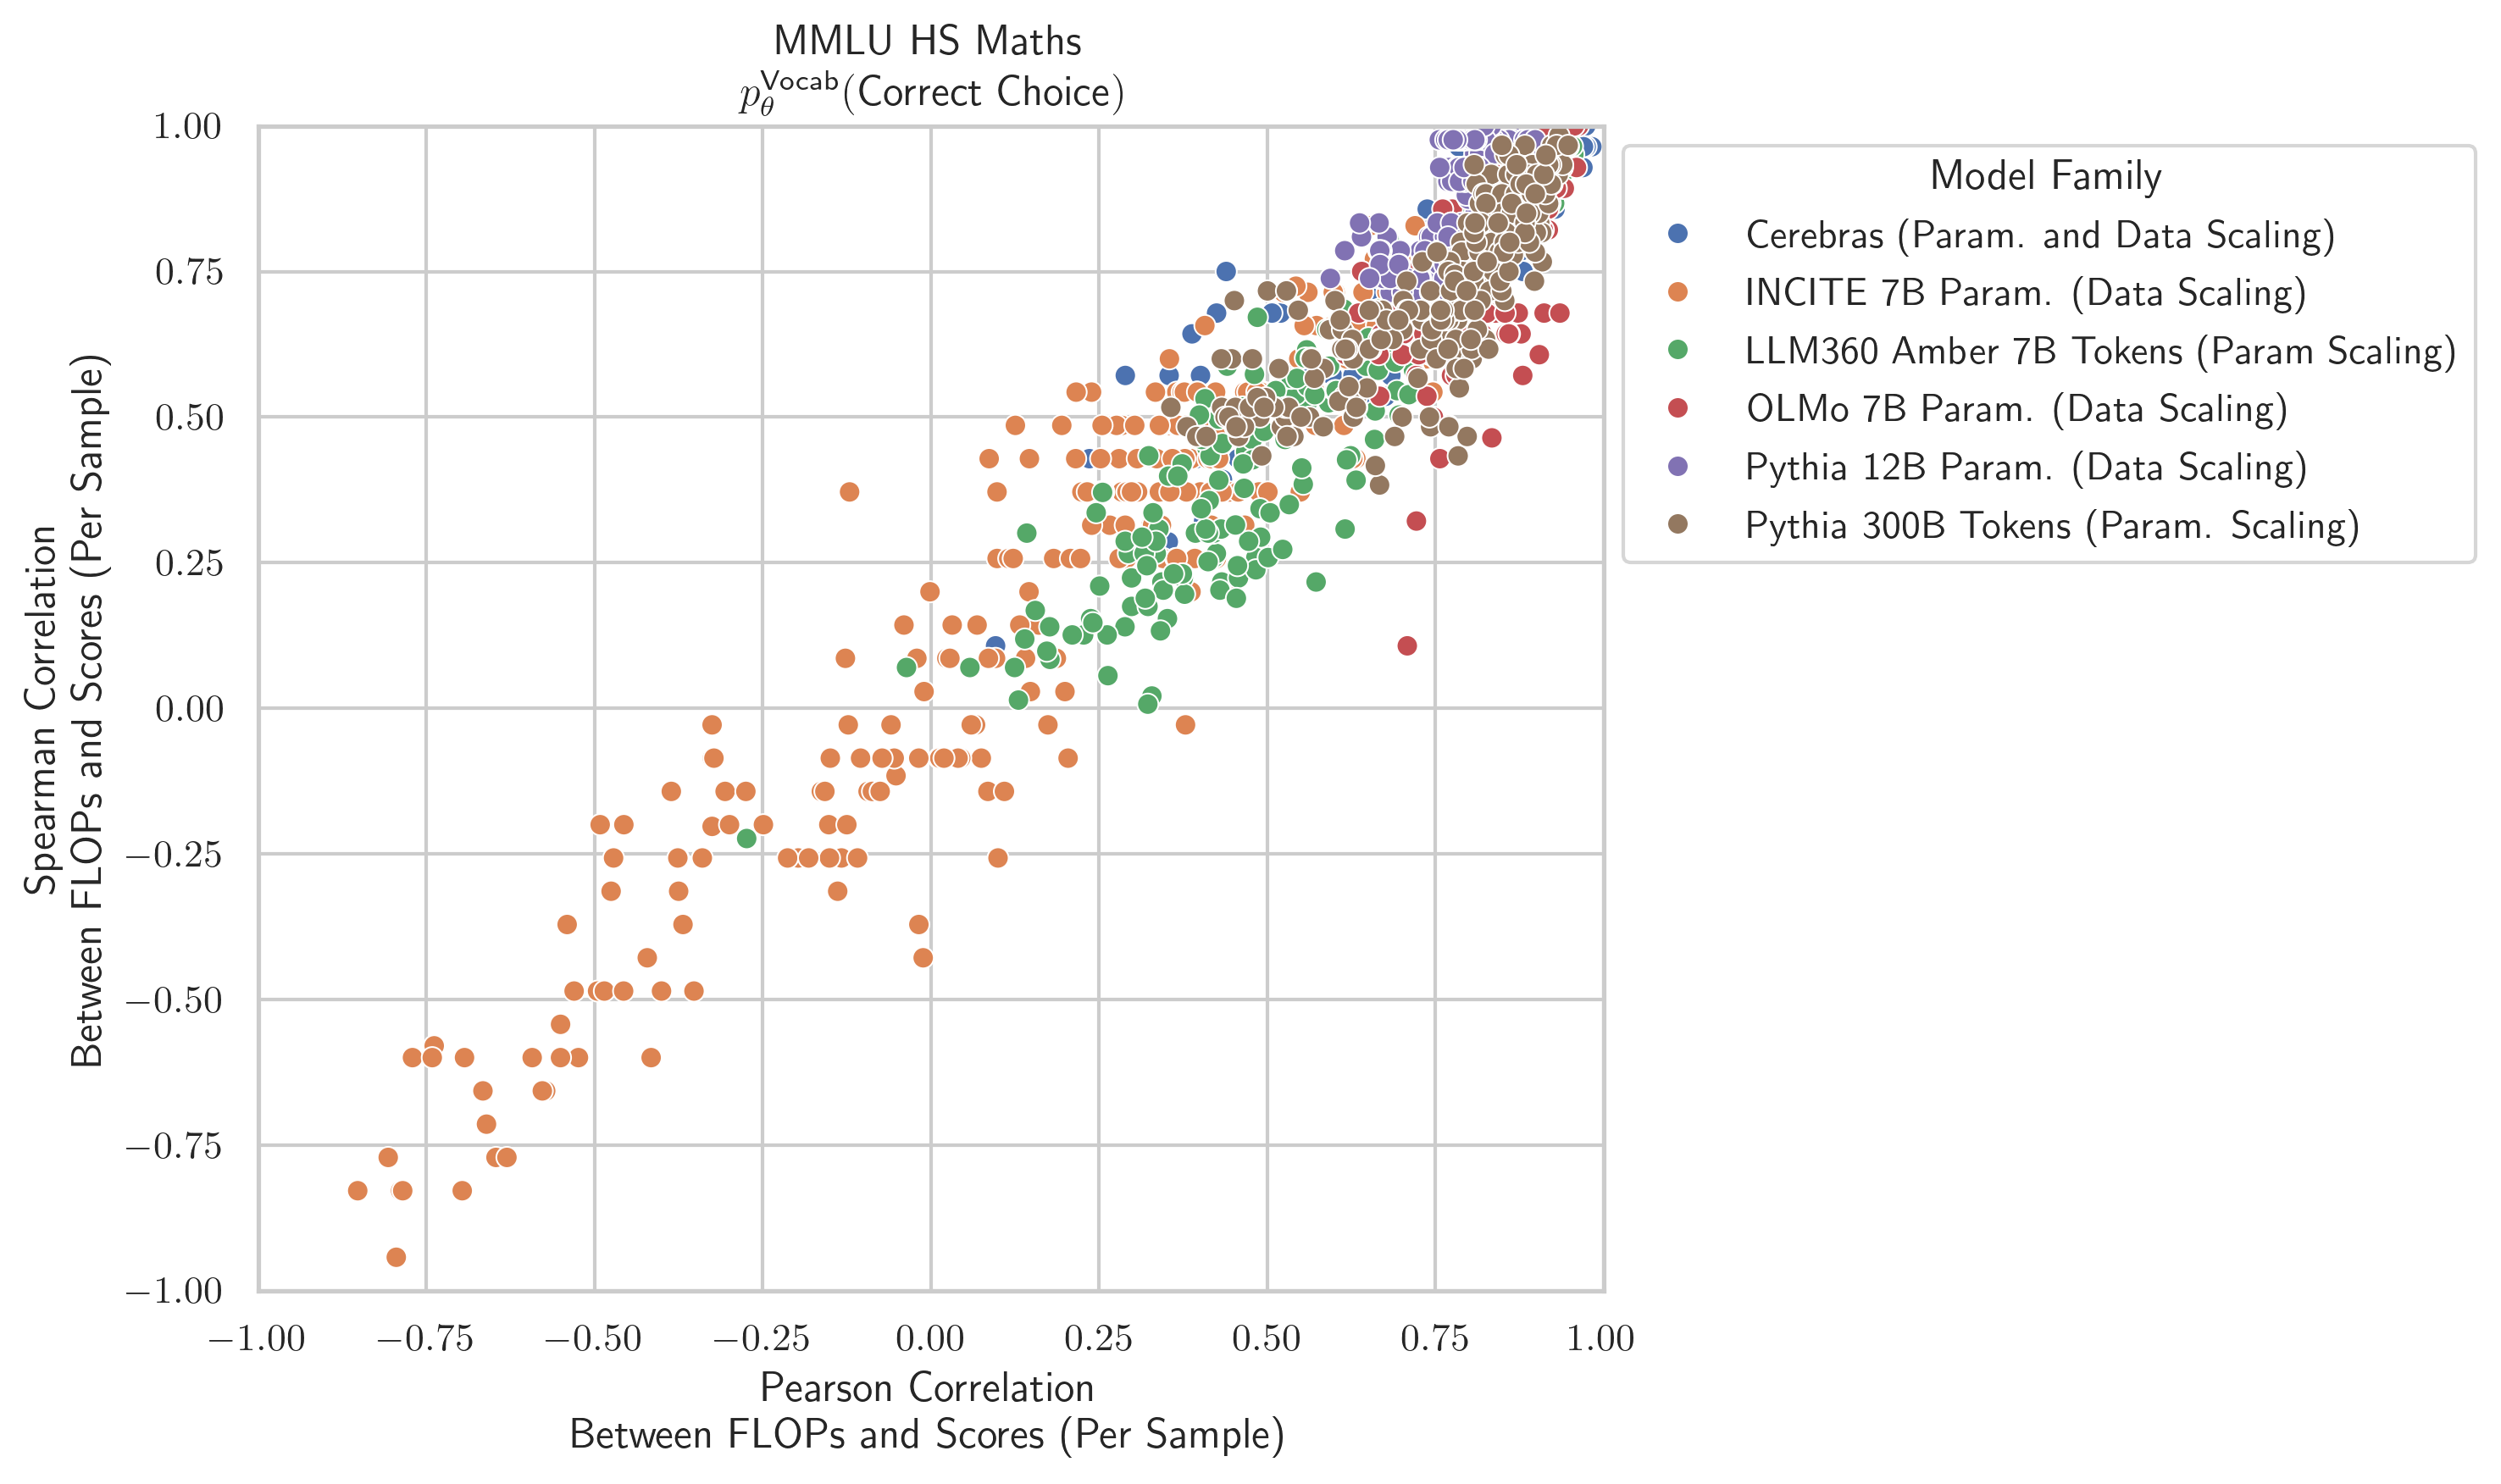 MMLU HS Maths
p_θ^Vocab(Correct Choice)
Spearman Correlation
Between FLOPs and Scores (Per Sample)
1.00
0.75
0.50
0.25
0.00
−0.25
−0.50
−0.75
−1.00
−1.00 −0.75 −0.50 −0.25 0.00 0.25 0.50 0.75 1.00
Pearson Correlation
Between FLOPs and Scores (Per Sample)
Model Family
Cerebras (Param. and Data Scaling)
INCITE 7B Param. (Data Scaling)
LLM360 Amber 7B Tokens (Param Scaling)
OLMo 7B Param. (Data Scaling)
Pythia 12B Param. (Data Scaling)
Pythia 300B Tokens (Param. Scaling)